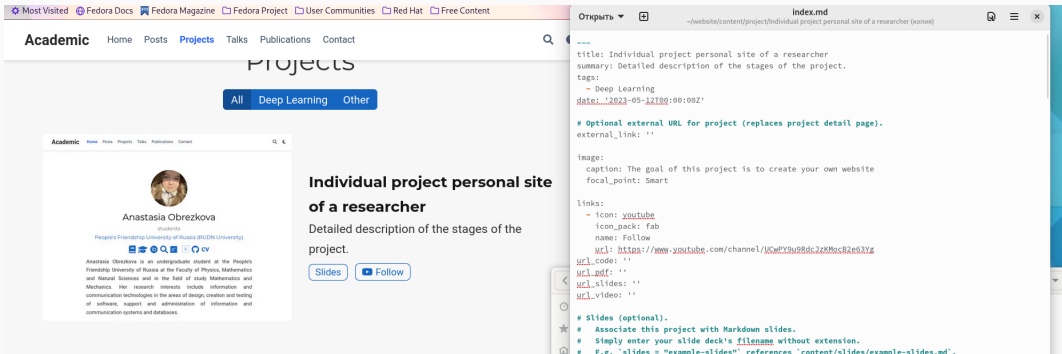 Most Visited Fedora Docs Fedora Magazine Fedora Project User Communities Red Hat Free Content
Academic Home Posts Projects Talks Publications Contact
Projects
All Deep Learning Other
Academic Home Posts Projects Talks Publications Contact
Anastasia Obrezkova
students
People's Friendship University of Russia (RUDN University)
CV
Anastasia Obrezkova is an undergraduate student at the People's
Friendship University of Russia at the Faculty of Physics, Mathematics
and Natural Sciences and in the field of study Mathematics and
Mechanics. Her research interests include information and
communication technologies in the areas of design, creation and testing
of software, support and administration of information and
communication systems and databases.
Individual project personal site
of a researcher
Detailed description of the stages of the
project.
Slides Follow
Открыть
index.md
~/website/content/project/Individual project personal site of a researcher (копия)
---
title: Individual project personal site of a researcher
summary: Detailed description of the stages of the project.
tags:
- Deep Learning
date: '2023-05-12T00:00:00Z'
# Optional external URL for project (replaces project detail page).
external_link: ''
image:
caption: The goal of this project is to create your own website
focal_point: Smart
links:
- icon: youtube
icon_pack: fab
name: Follow
url: https://www.youtube.com/channel/UCwPY9u9RdcJzKMocB2e63Yg
url_code: ''
url_pdf: ''
url_slides: ''
url_video: ''
# Slides (optional).
# Associate this project with Markdown slides.
# Simply enter your slide deck's filename without extension.
# E.g. `slides = "example-slides"` references `content/slides/example-slides.md`.